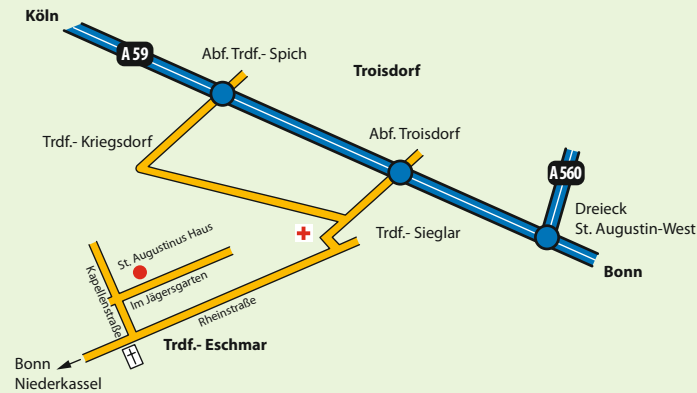 Köln
A 59
Abf. Trdf.- Spich
Troisdorf
Trdf.- Kriegsdorf
Abf. Troisdorf
A 560
Dreieck
St. Augustin-West
Trdf.- Sieglar
St. Augustinus Haus
Kapellenstraße
Im Jägersgarten
Rheinstraße
Bonn
Trdf.- Eschmar
Bonn
Niederkassel